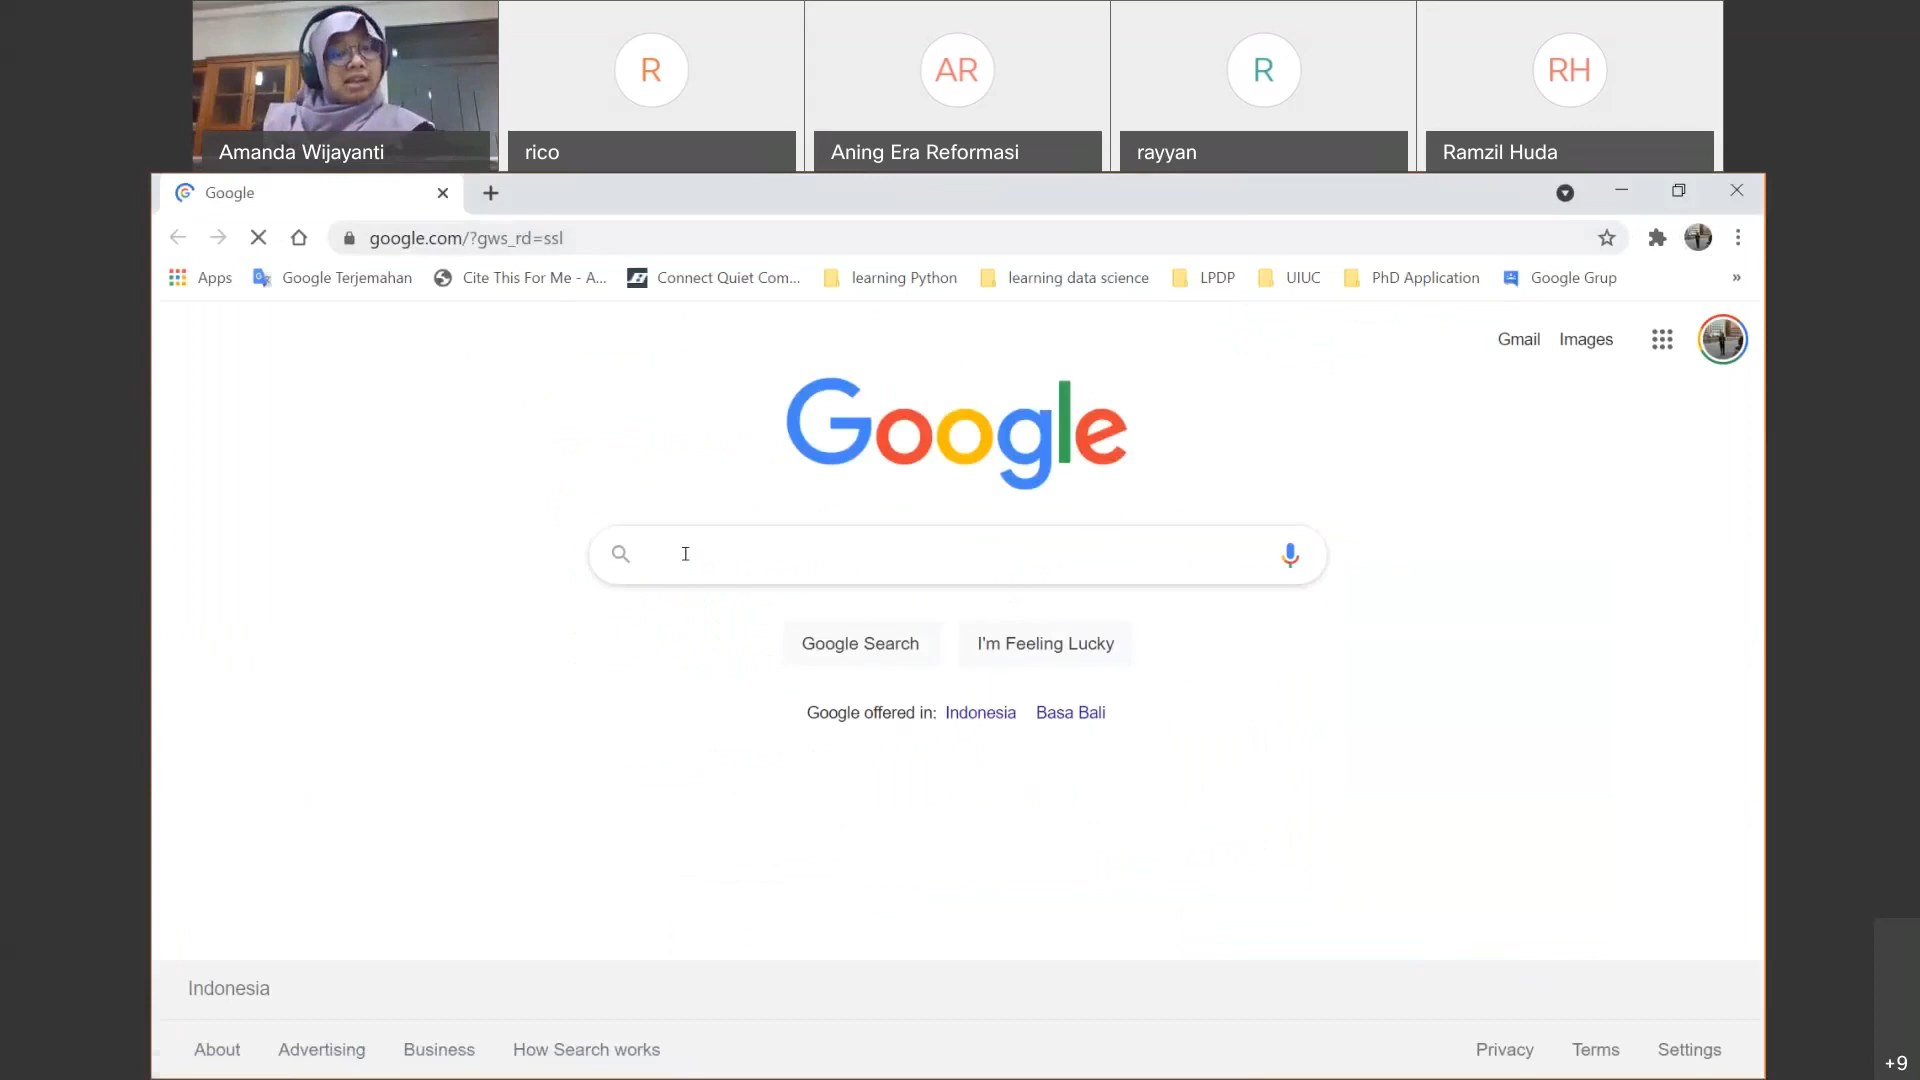 R
AR
R
RH
Amanda Wijayanti
rico
Aning Era Reformasi
rayyan
Ramzil Huda
Google
google.com/?gws_rd=ssl
Apps
Google Terjemahan
Cite This For Me - A...
Connect Quiet Com...
learning Python
learning data science
LPDP
UIUC
PhD Application
Google Grup
»
Gmail Images
Google
Google Search
I'm Feeling Lucky
Google offered in: Indonesia Basa Bali
Indonesia
About Advertising Business How Search works
Privacy Terms Settings
+9